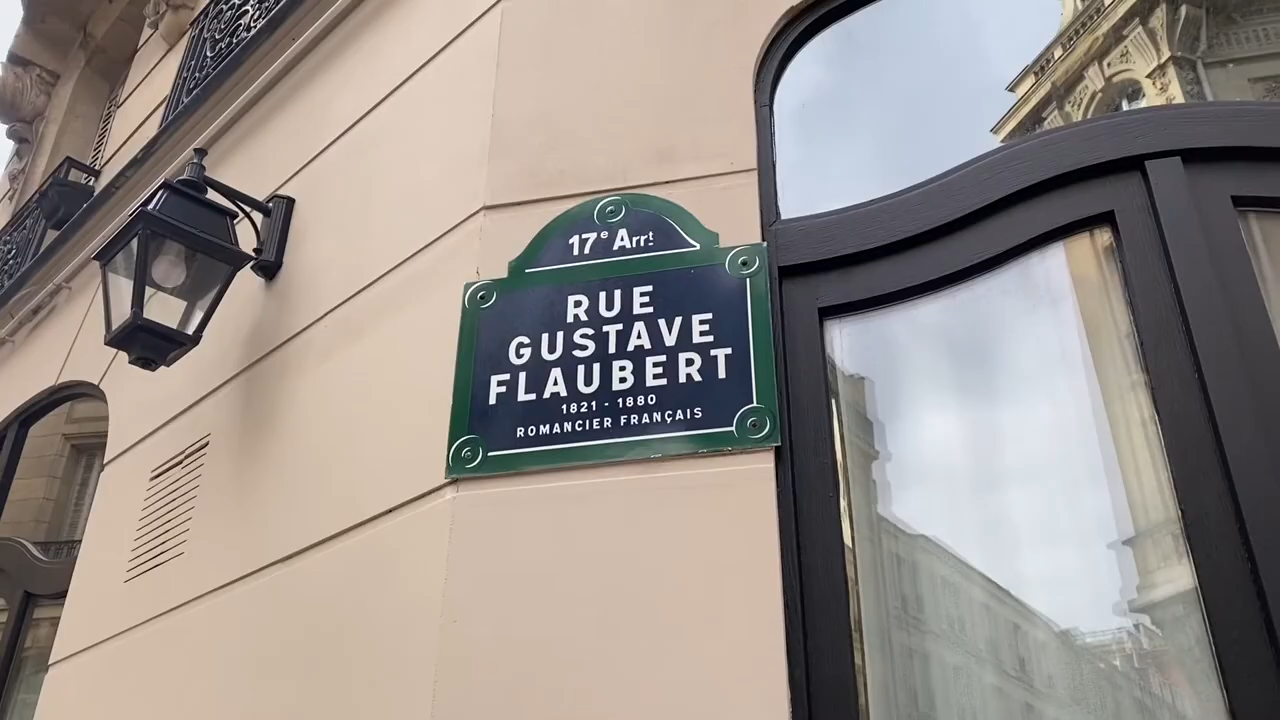 17e Arrt
RUE
GUSTAVE
FLAUBERT
1821 - 1880
ROMANCIER FRANÇAIS